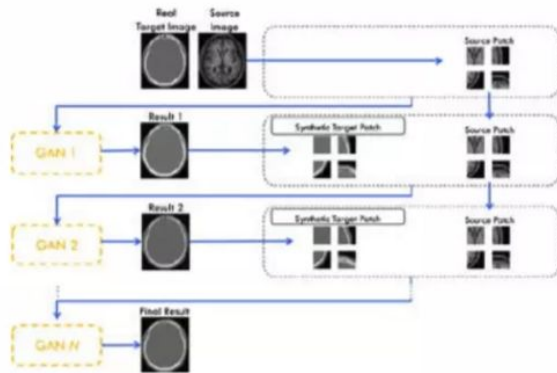 Real
Target Image
Source
Image
Source Patch
Result 1
Synthetic Target Patch
Source Patch
GAN 1
Result 2
Synthetic Target Patch
Source Patch
GAN 2
Final Result
GAN N